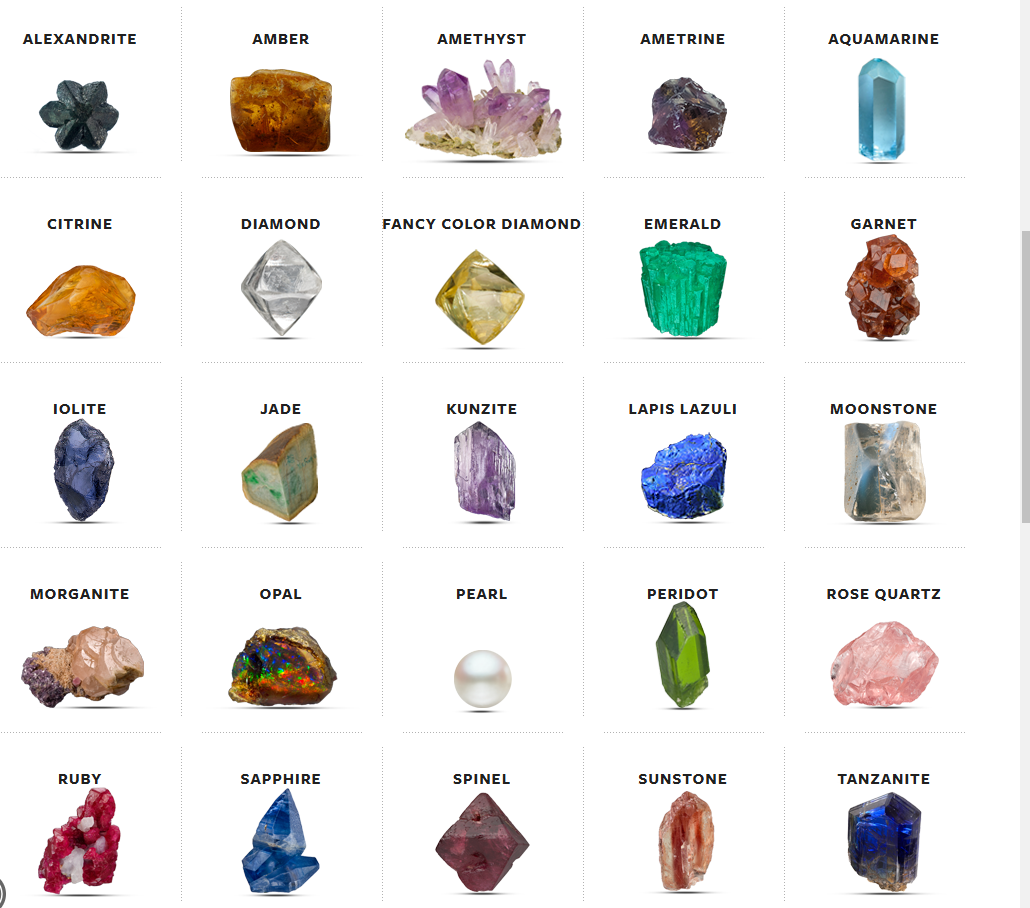 ALEXANDRITE
AMBER
AMETHYST
AMETRINE
AQUAMARINE
CITRINE
DIAMOND
FANCY COLOR DIAMOND
EMERALD
GARNET
IOLITE
JADE
KUNZITE
LAPIS LAZULI
MOONSTONE
MORGANITE
OPAL
PEARL
PERIDOT
ROSE QUARTZ
RUBY
SAPPHIRE
SPINEL
SUNSTONE
TANZANITE